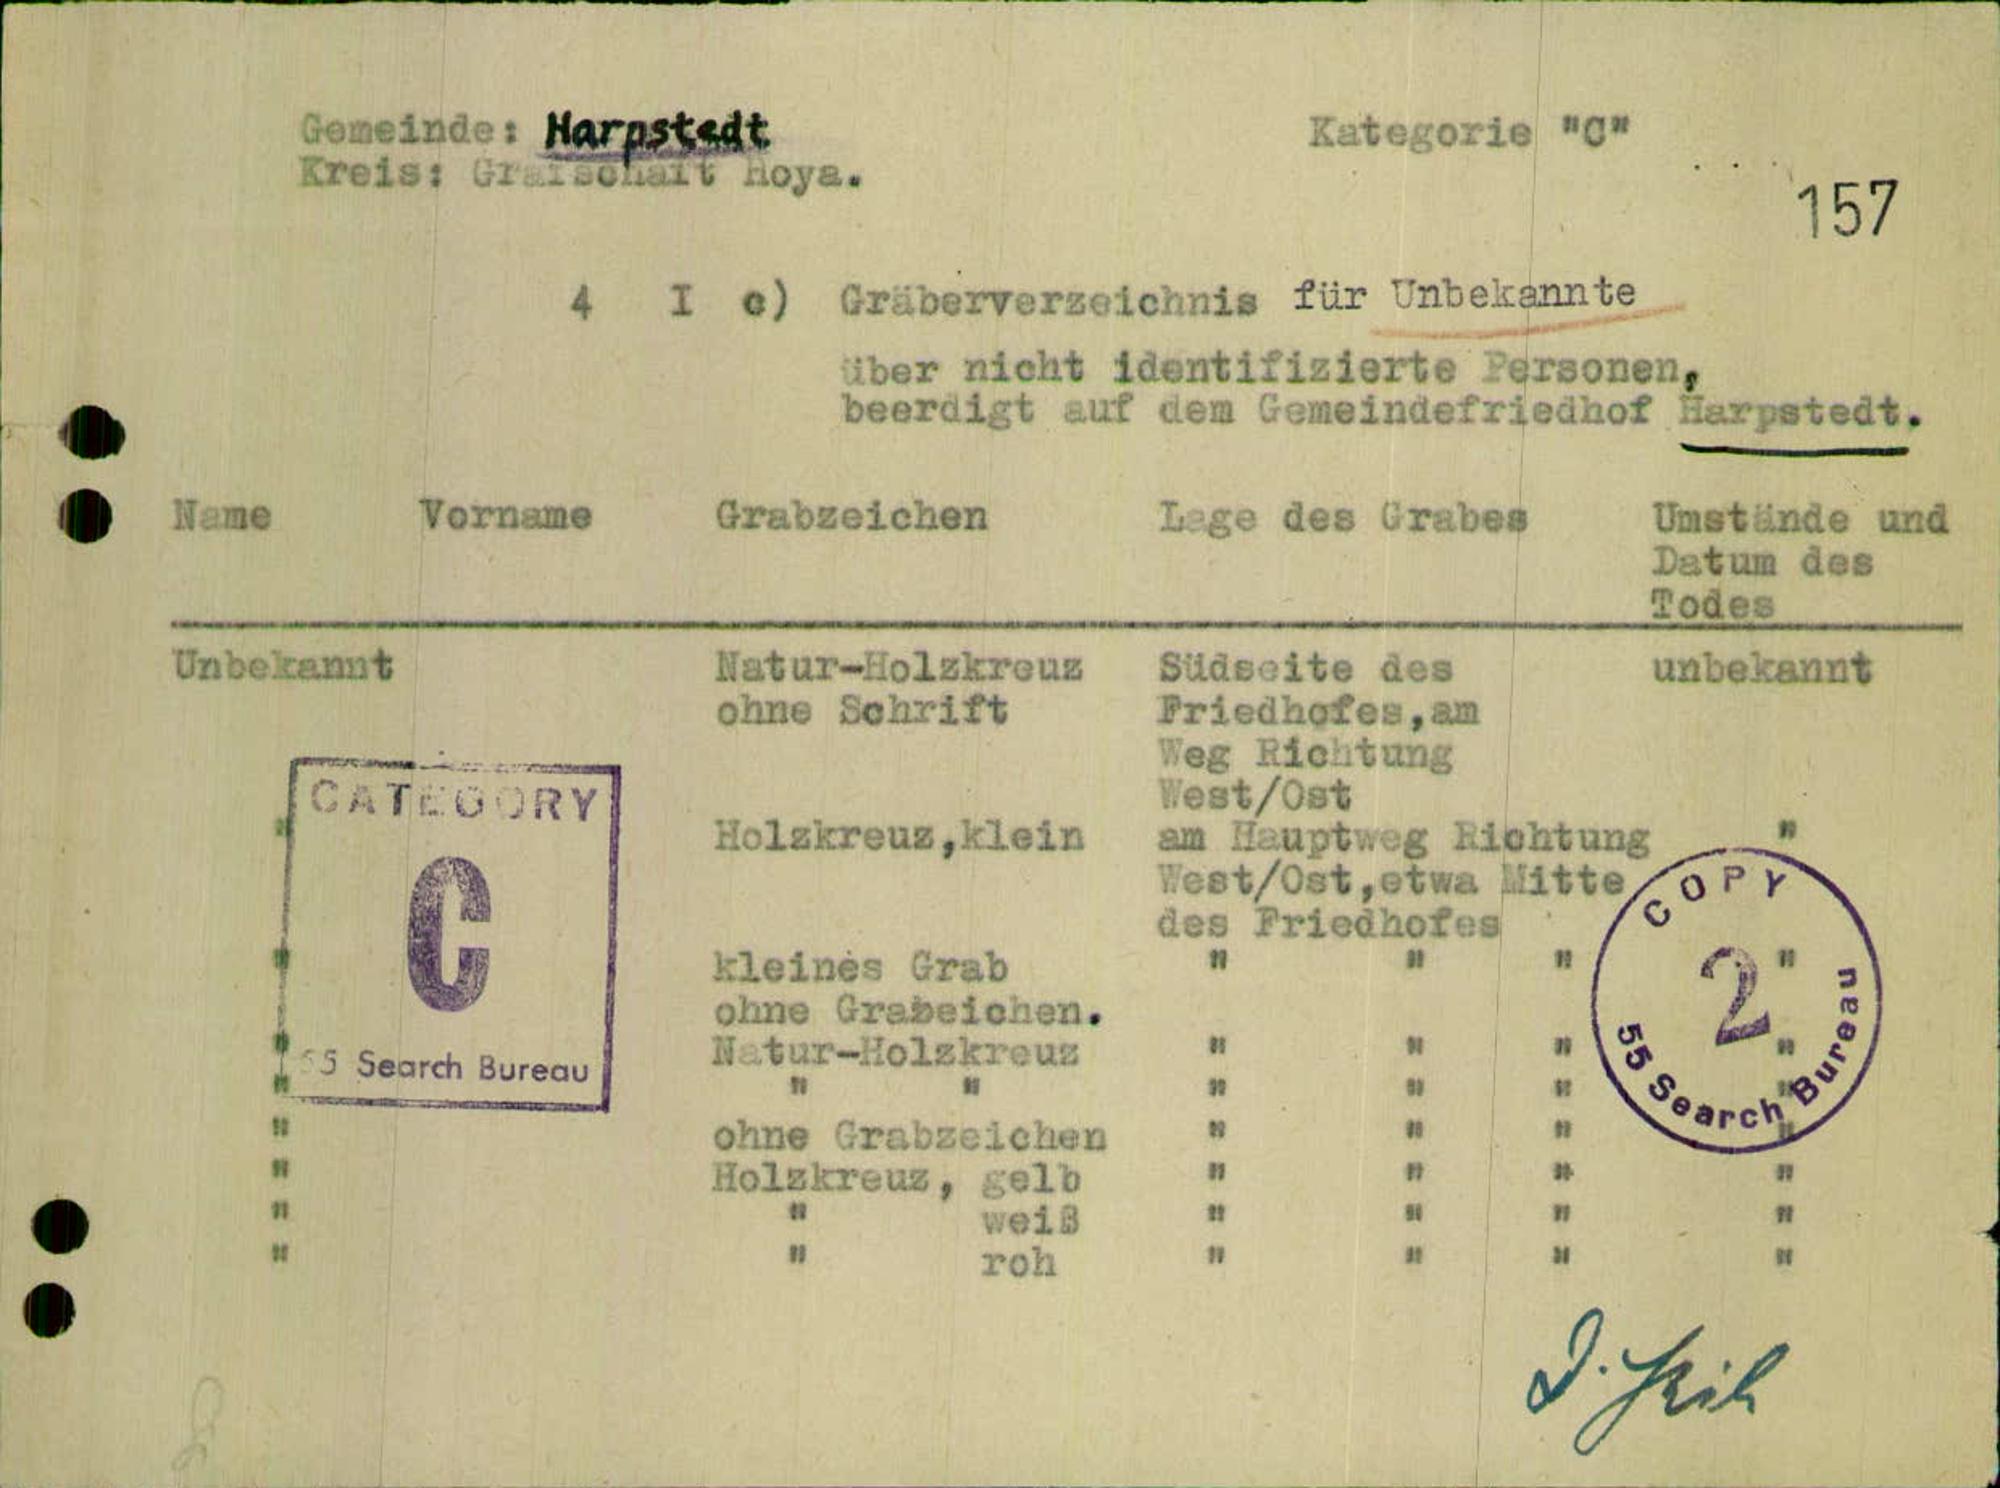 Gemeinde: Harpstedt Kategorie "C"
Kreis: Grafschaft Hoya.
157
4 I c) Gräberverzeichnis für Unbekannte
über nicht identifizierte Personen,
beerdigt auf dem Gemeindefriedhof Harpstedt.
Name Vorname Grabzeichen Lage des Grabes Umstände und
Datum des
Todes
Unbekannt Natur-Holzkreuz Südseite des unbekannt
ohne Schrift Friedhofes,am
Weg Richtung
West/Ost
" Holzkreuz,klein am Hauptweg Richtung "
West/Ost,etwa Mitte
des Friedhofes
" kleines Grab " " " "
ohne Grabeichen.
" Natur-Holzkreuz " " " "
" " " " " " "
" ohne Grabzeichen " " " "
" Holzkreuz, gelb " " " "
" " weiß " " " "
" " roh " " " "
CATEGORY
C
55 Search Bureau
COPY
2
55 Search Bureau